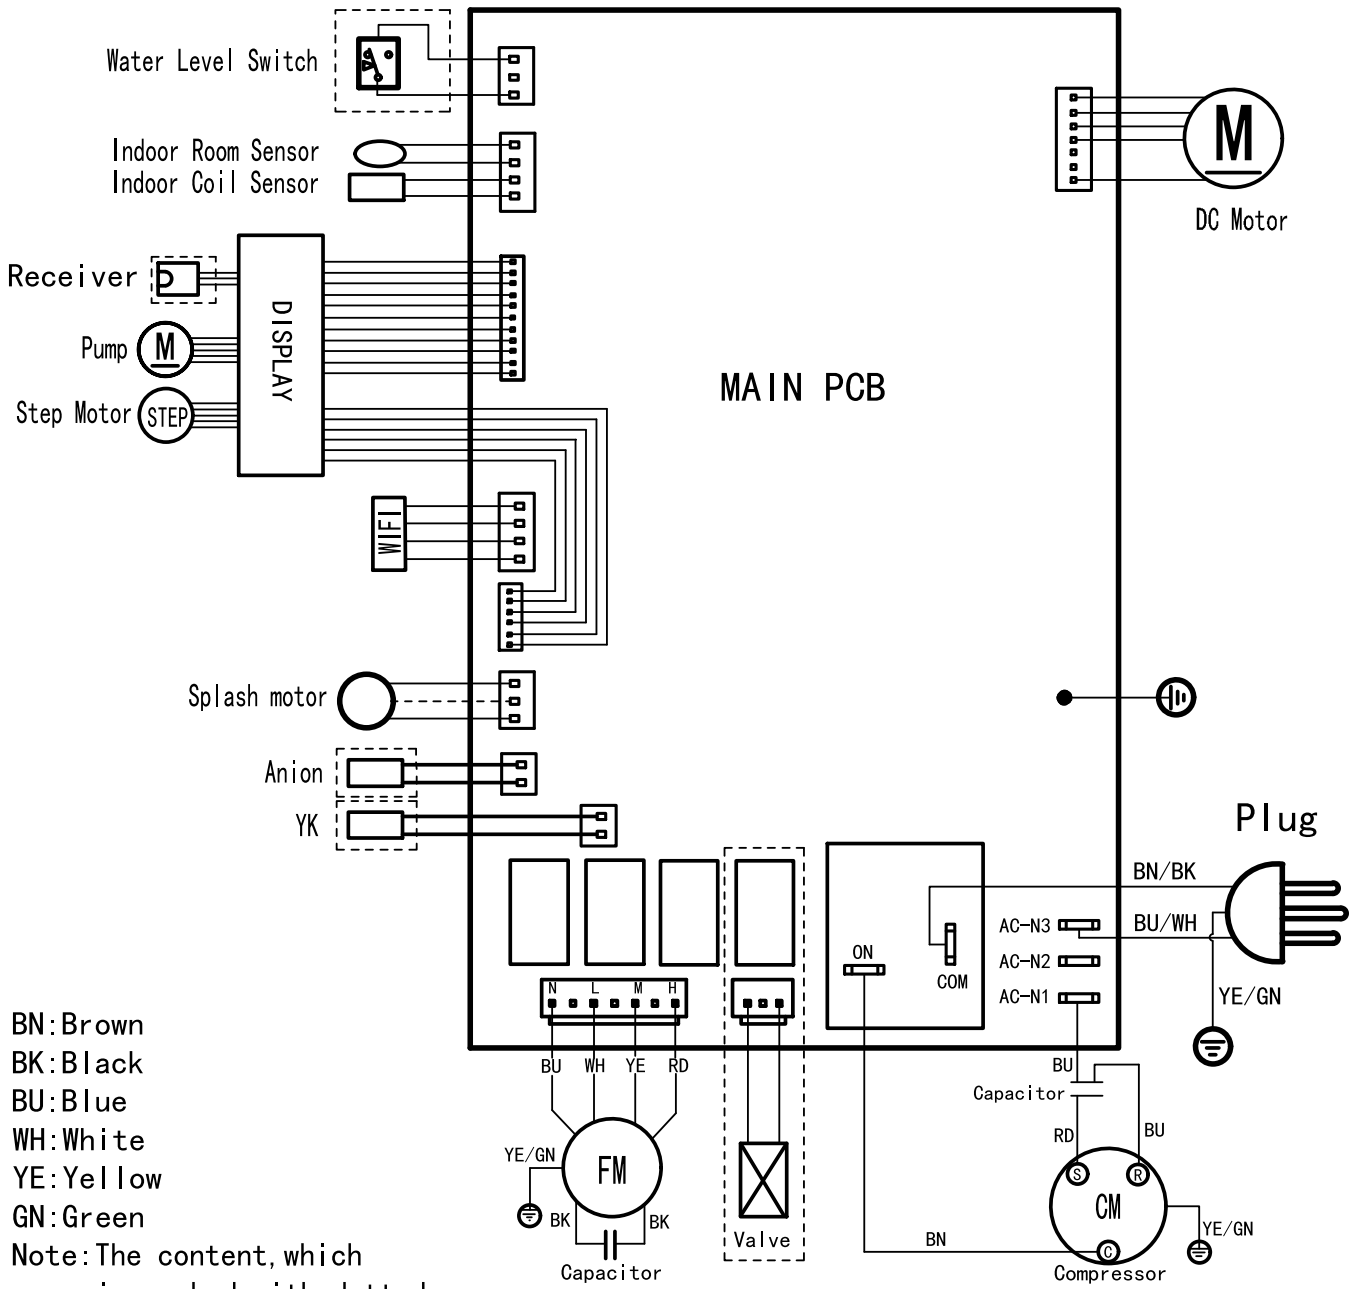 Water Level Switch
Indoor Room Sensor
Indoor Coil Sensor
M
DC Motor
Receiver
Pump
M
Step Motor
STEP
DISPLAY
MAIN PCB
WIFI
Splash motor
Anion
YK
Plug
BN/BK
BU/WH
YE/GN
AC-N3
AC-N2
AC-N1
ON
COM
N L M H
BU WH YE RD
YE/GN
FM
BK BK
Capacitor
Valve
BU
Capacitor
RD BU
S R
CM
C
BN
YE/GN
Compressor
BN:Brown
BK:Black
BU:Blue
WH:White
YE:Yellow
GN:Green
Note:The content,which